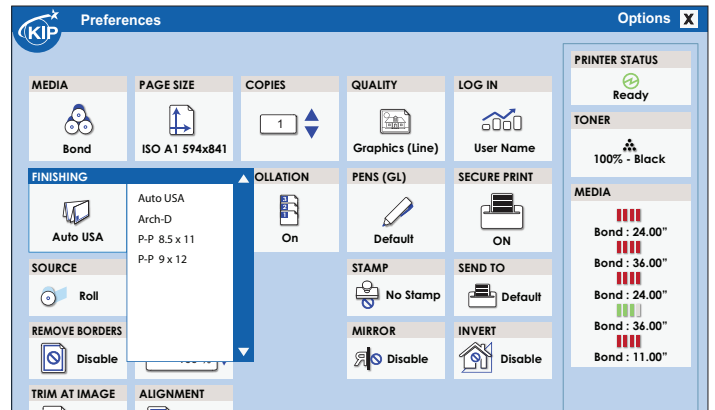 KIP
Preferences
Options X
PRINTER STATUS
Ready
TONER
100% - Black
MEDIA
Bond : 24.00”
Bond : 36.00”
Bond : 24.00”
Bond : 36.00”
Bond : 11.00”
MEDIA
Bond
PAGE SIZE
ISO A1 594x841
COPIES
1
QUALITY
Graphics (Line)
LOG IN
User Name
FINISHING
Auto USA
Auto USA
Arch-D
P-P 8.5 x 11
P-P 9 x 12
OLLATION
3
2
1
On
PENS (GL)
Default
SECURE PRINT
ON
SOURCE
Roll
STAMP
No Stamp
SEND TO
Default
REMOVE BORDERS
Disable
MIRROR
R
Disable
INVERT
Disable
TRIM AT IMAGE
ALIGNMENT